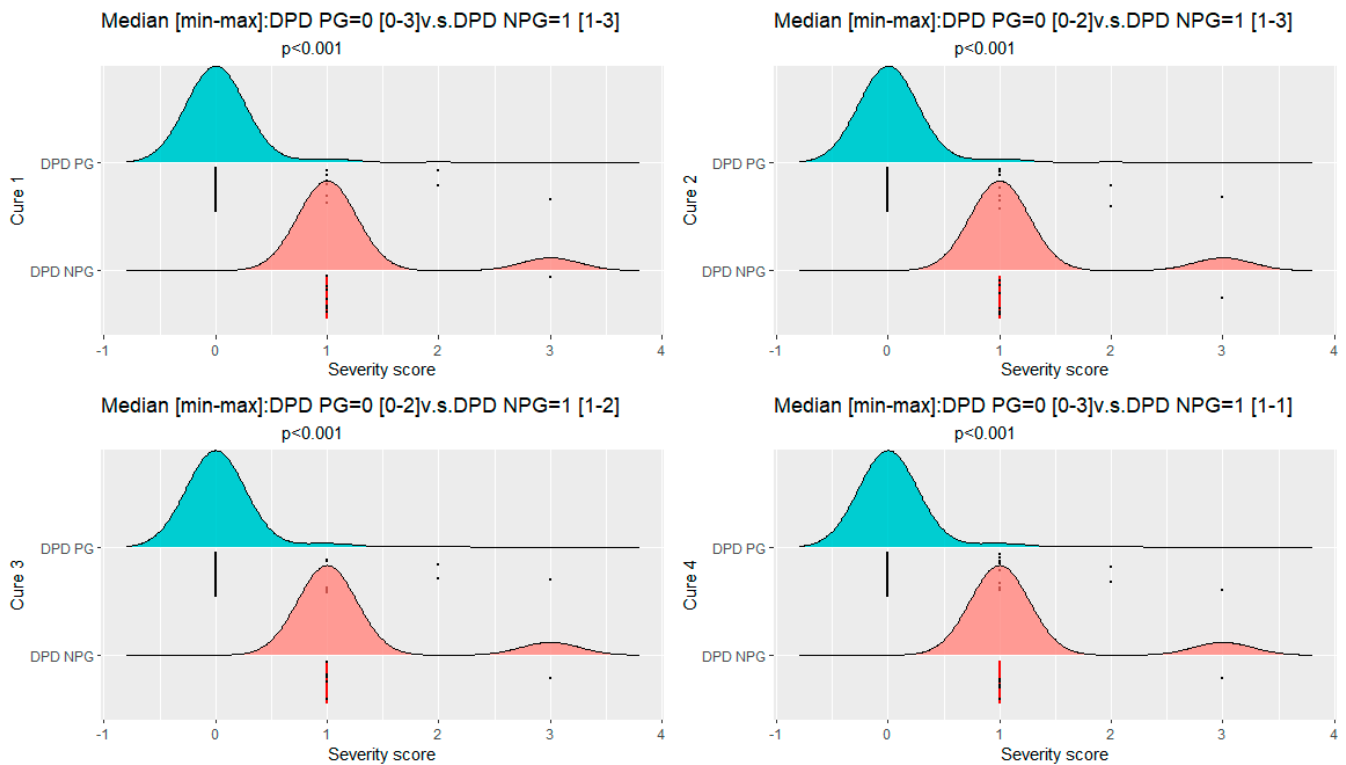 Median [min-max]:DPD PG=0 [0-3]v.s.DPD NPG=1 [1-3]
p<0.001
Cure 1
DPD PG
DPD NPG
-1 0 1 2 3 4
Severity score
Median [min-max]:DPD PG=0 [0-2]v.s.DPD NPG=1 [1-3]
p<0.001
Cure 2
DPD PG
DPD NPG
-1 0 1 2 3 4
Severity score
Median [min-max]:DPD PG=0 [0-2]v.s.DPD NPG=1 [1-2]
p<0.001
Cure 3
DPD PG
DPD NPG
-1 0 1 2 3 4
Severity score
Median [min-max]:DPD PG=0 [0-3]v.s.DPD NPG=1 [1-1]
p<0.001
Cure 4
DPD PG
DPD NPG
-1 0 1 2 3 4
Severity score